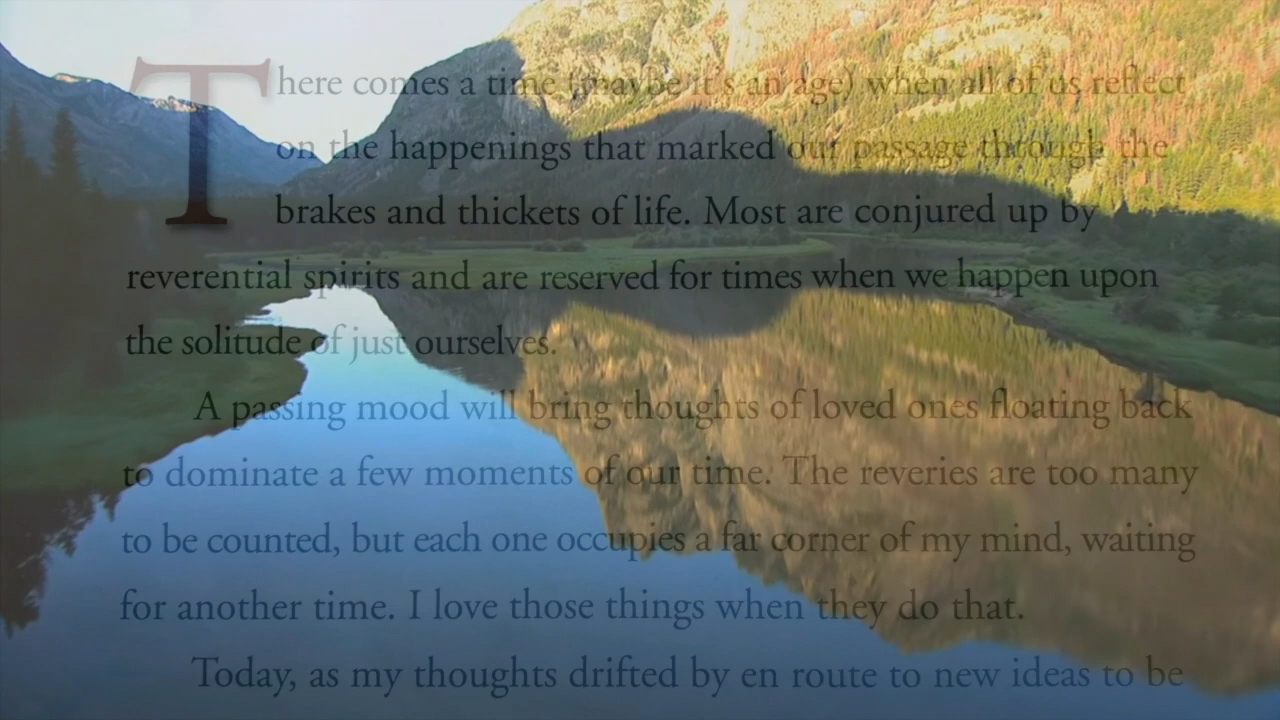 There comes a time (maybe it's an age) when all of us reflect
on the happenings that marked our passage through the
brakes and thickets of life. Most are conjured up by
reverential spirits and are reserved for times when we happen upon
the solitude of just ourselves.
A passing mood will bring thoughts of loved ones floating back
to dominate a few moments of our time. The reveries are too many
to be counted, but each one occupies a far corner of my mind, waiting
for another time. I love those things when they do that.
Today, as my thoughts drifted by en route to new ideas to be